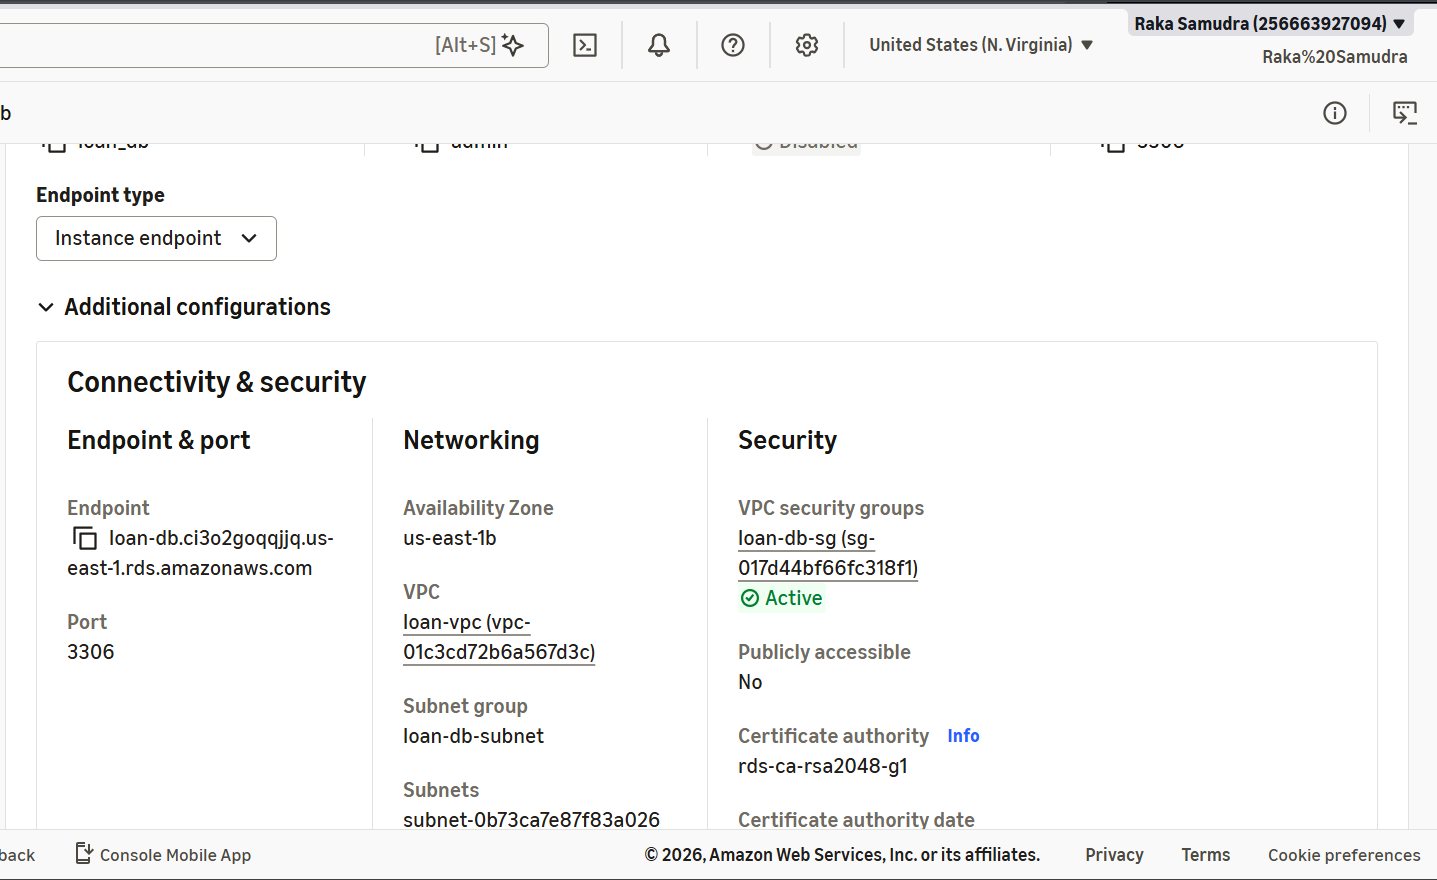 [Alt+S]
United States (N. Virginia)
Raka Samudra (256663927094)
Raka%20Samudra
b
loan_db
admin
Disabled
3306
Endpoint type
Instance endpoint
Additional configurations
Connectivity & security
Endpoint & port
Endpoint
loan-db.ci3o2goqqjjq.us-
east-1.rds.amazonaws.com
Port
3306
Networking
Availability Zone
us-east-1b
VPC
loan-vpc (vpc-
01c3cd72b6a567d3c)
Subnet group
loan-db-subnet
Subnets
subnet-0b73ca7e87f83a026
Security
VPC security groups
loan-db-sg (sg-
017d44bf66fc318f1)
Active
Publicly accessible
No
Certificate authority Info
rds-ca-rsa2048-g1
Certificate authority date
back
Console Mobile App
© 2026, Amazon Web Services, Inc. or its affiliates.
Privacy
Terms
Cookie preferences